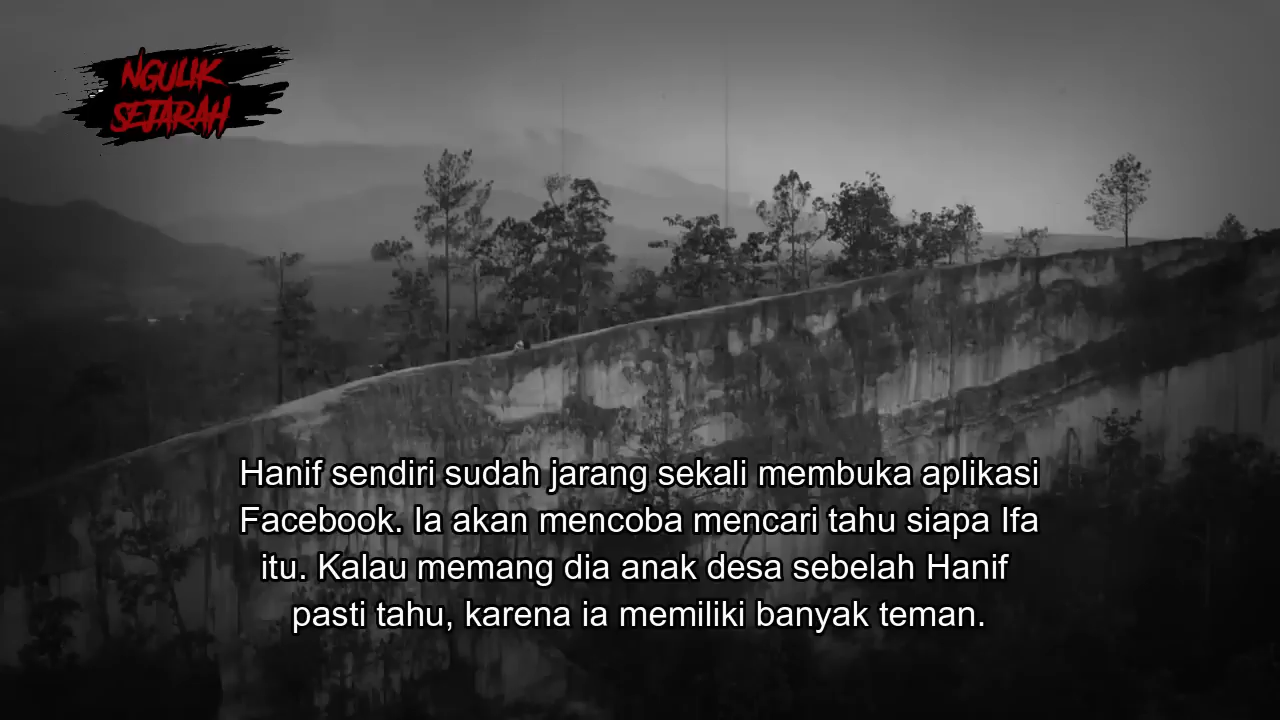 NGULIK
SEJARAH
Hanif sendiri sudah jarang sekali membuka aplikasi
Facebook. Ia akan mencoba mencari tahu siapa Ifa
itu. Kalau memang dia anak desa sebelah Hanif
pasti tahu, karena ia memiliki banyak teman.